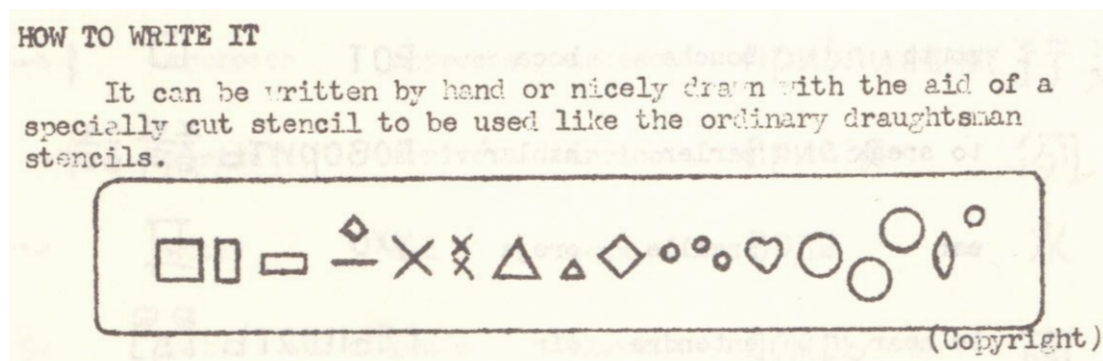 HOW TO WRITE IT
It can be written by hand or nicely drawn with the aid of a
specially cut stencil to be used like the ordinary draughtsman
stencils.
(Copyright)